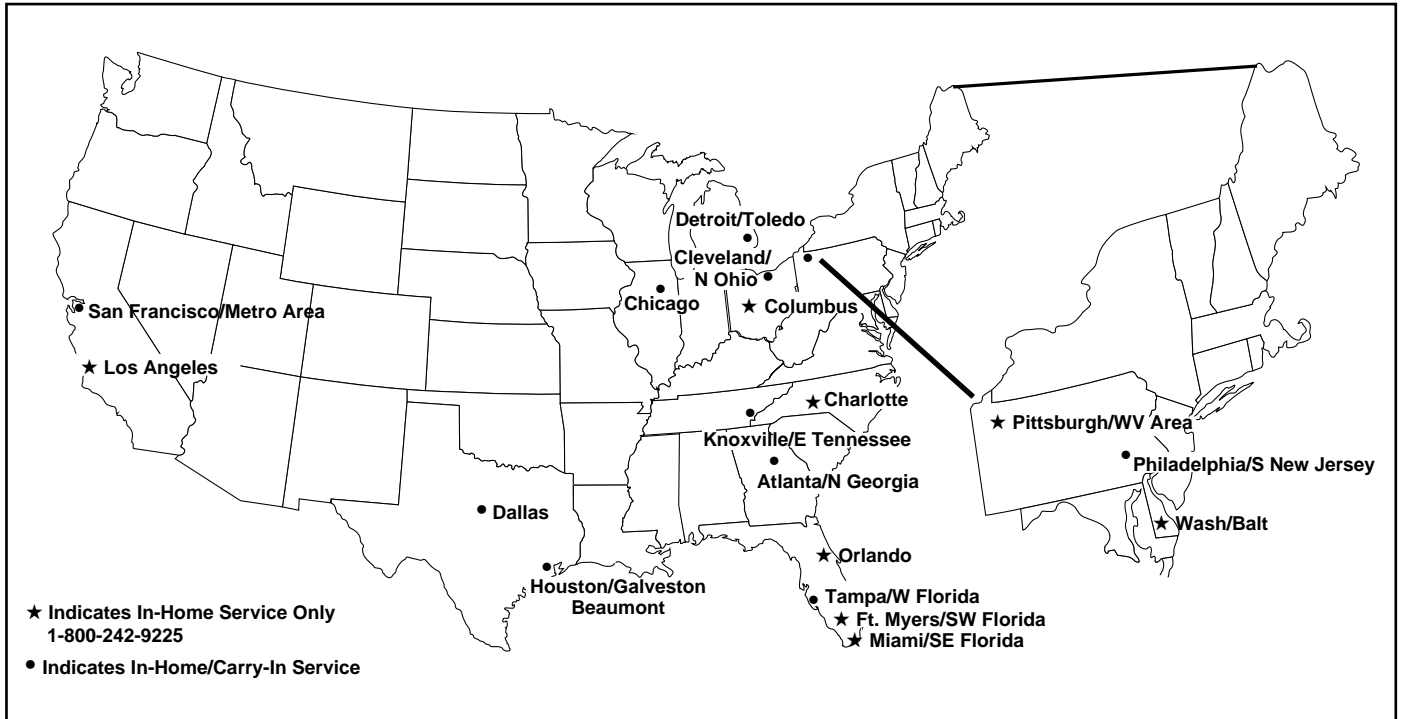 Detroit/Toledo
Cleveland/
N Ohio
Chicago
Columbus
San Francisco/Metro Area
Los Angeles
Charlotte
Knoxville/E Tennessee
Atlanta/N Georgia
Pittsburgh/WV Area
Philadelphia/S New Jersey
Wash/Balt
Dallas
Houston/Galveston
Beaumont
Orlando
Tampa/W Florida
Ft. Myers/SW Florida
Miami/SE Florida
★ Indicates In-Home Service Only
1-800-242-9225
● Indicates In-Home/Carry-In Service